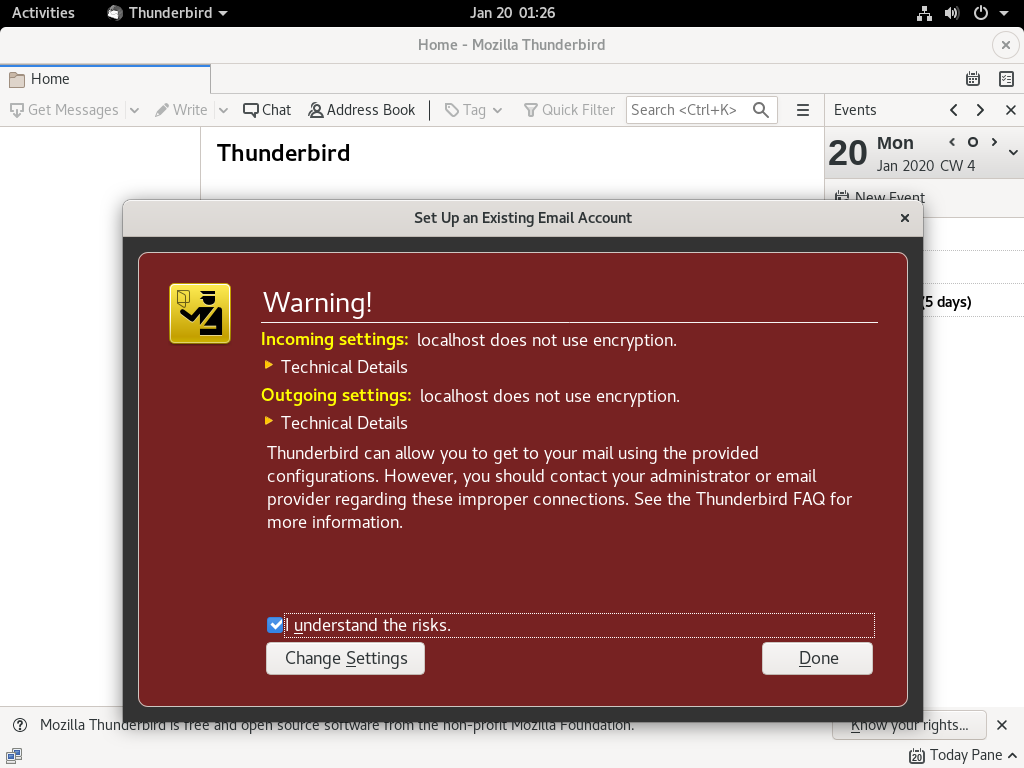 Activities Thunderbird Jan 20 01:26
Home - Mozilla Thunderbird
Home
Get Messages Write Chat Address Book Tag Quick Filter Search <Ctrl+K> Events
Thunderbird
20 Mon
Jan 2020 CW 4
New Event
Set Up an Existing Email Account
(5 days)
Warning!
Incoming settings: localhost does not use encryption.
Technical Details
Outgoing settings: localhost does not use encryption.
Technical Details
Thunderbird can allow you to get to your mail using the provided
configurations. However, you should contact your administrator or email
provider regarding these improper connections. See the Thunderbird FAQ for
more information.
I understand the risks.
Change Settings Done
Mozilla Thunderbird is free and open source software from the non-profit Mozilla Foundation. Know your rights...
20 Today Pane